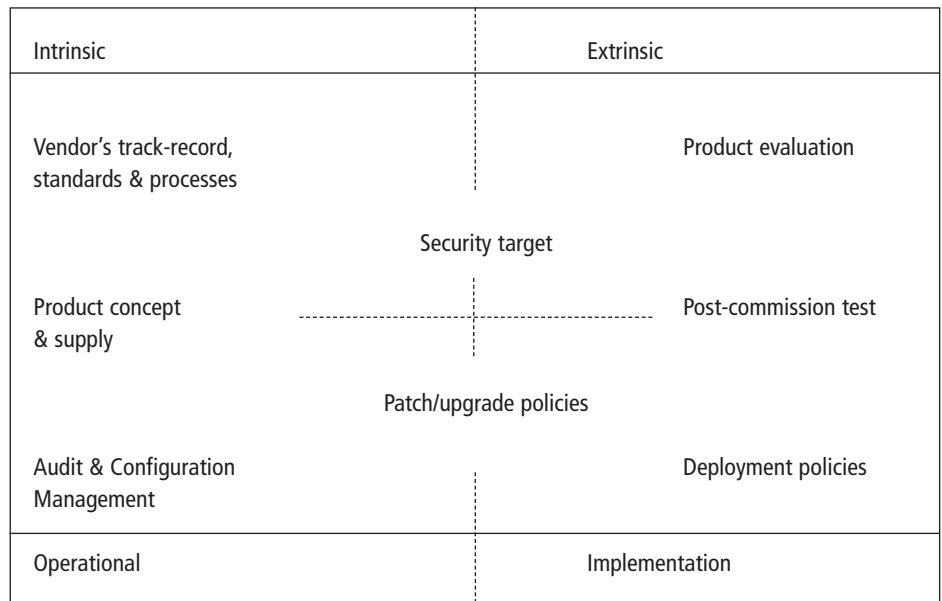 Intrinsic
Extrinsic
Vendor’s track-record,
standards & processes
Product evaluation
Security target
Product concept
& supply
Post-commission test
Patch/upgrade policies
Audit & Configuration
Management
Deployment policies
Operational
Implementation